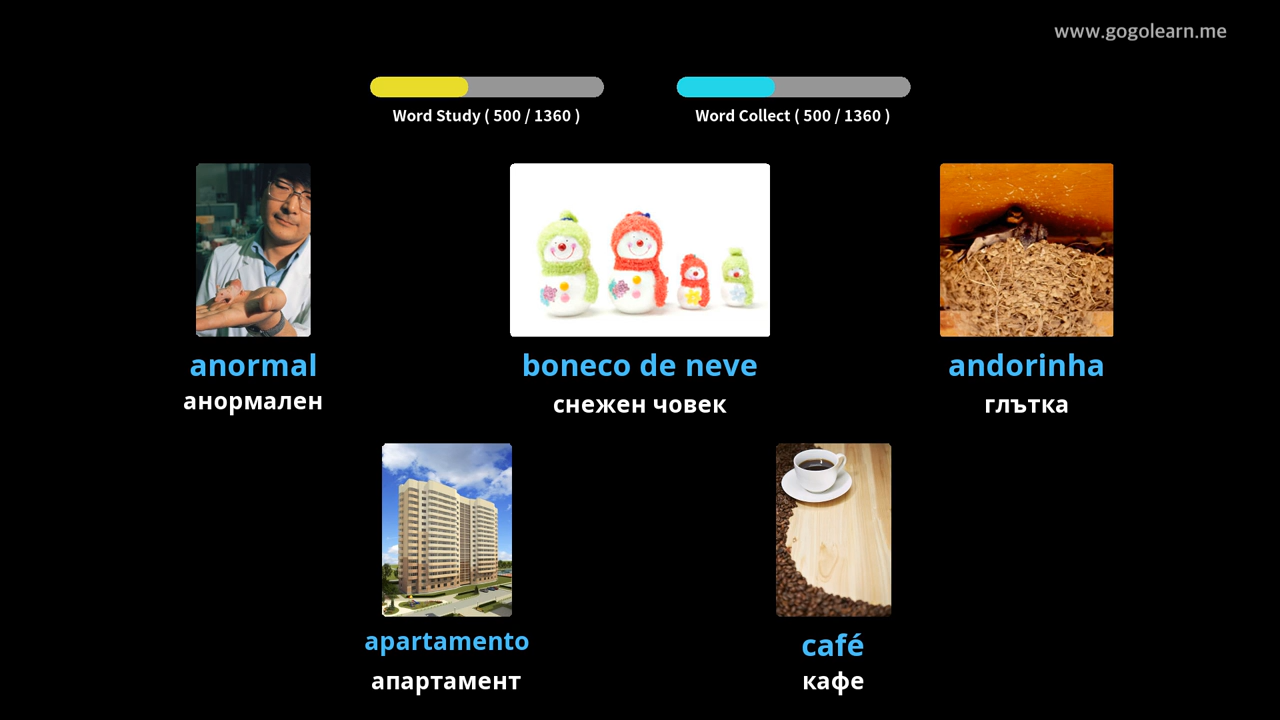 www.gogolearn.me
Word Study ( 500 / 1360 )
Word Collect ( 500 / 1360 )
anormal
анормален
boneco de neve
снежен човек
andorinha
глътка
apartamento
апартамент
café
кафе